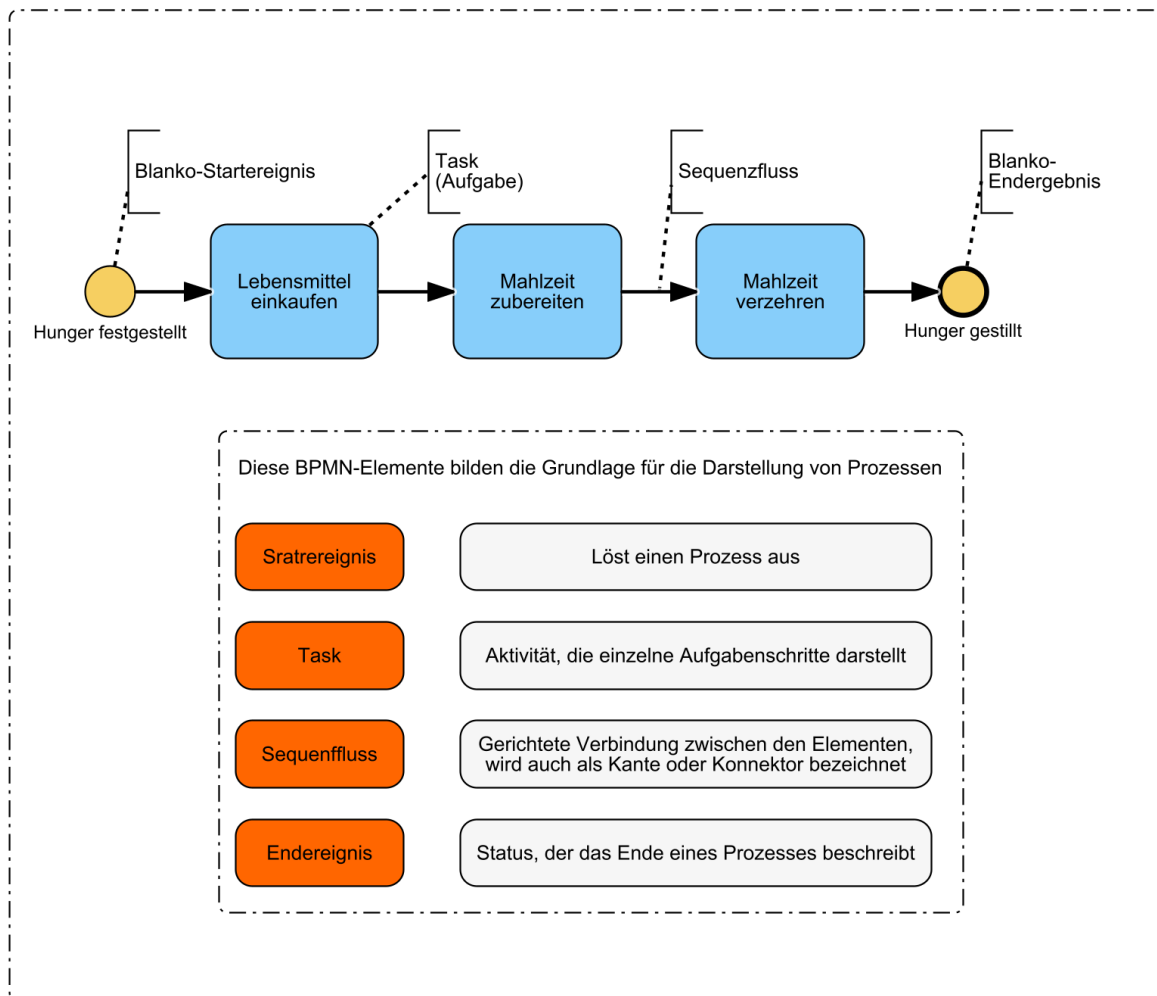 Blanko-Startereignis
Task
(Aufgabe)
Sequenzfluss
Blanko-
Endergebnis
Lebensmittel
einkaufen
Mahlzeit
zubereiten
Mahlzeit
verzehren
Hunger festgestellt
Hunger gestillt
Diese BPMN-Elemente bilden die Grundlage für die Darstellung von Prozessen
Sratrereignis
Löst einen Prozess aus
Task
Aktivität, die einzelne Aufgabenschritte darstellt
Sequenffluss
Gerichtete Verbindung zwischen den Elementen,
wird auch als Kante oder Konnektor bezeichnet
Endereignis
Status, der das Ende eines Prozesses beschreibt